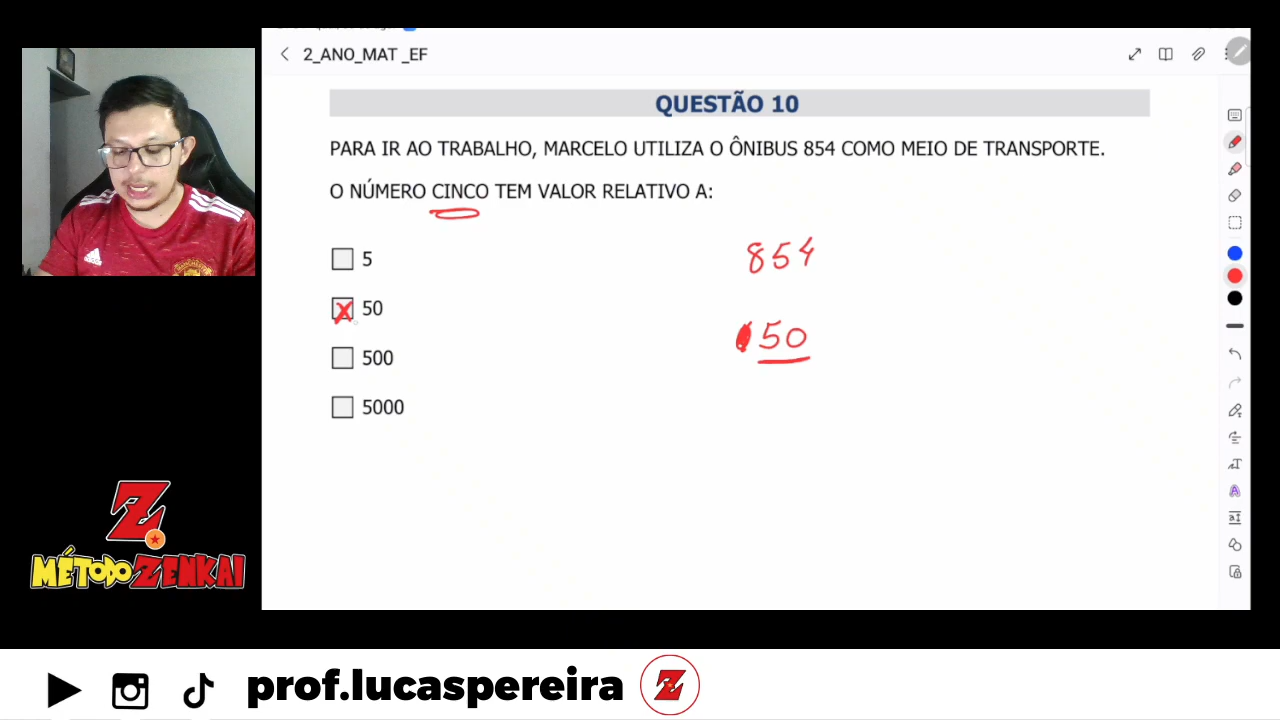 2_ANO_MAT _EF
QUESTÃO 10
PARA IR AO TRABALHO, MARCELO UTILIZA O ÔNIBUS 854 COMO MEIO DE TRANSPORTE.
O NÚMERO CINCO TEM VALOR RELATIVO A:
5
X 50
500
5000
854
50
Z
MÉTODO ZENKAI
prof.lucaspereira
Z